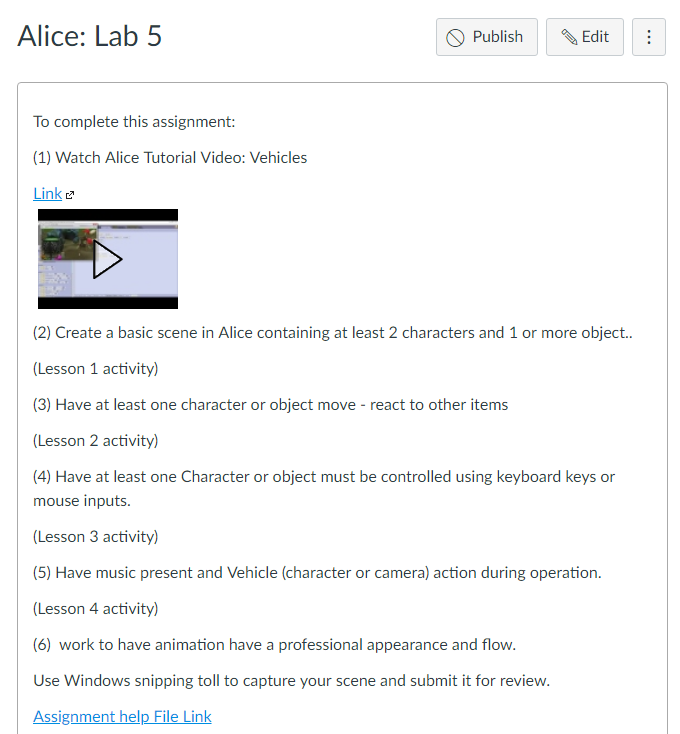 Alice: Lab 5
Publish
Edit
To complete this assignment:
(1) Watch Alice Tutorial Video: Vehicles
Link
(2) Create a basic scene in Alice containing at least 2 characters and 1 or more object..
(Lesson 1 activity)
(3) Have at least one character or object move - react to other items
(Lesson 2 activity)
(4) Have at least one Character or object must be controlled using keyboard keys or
mouse inputs.
(Lesson 3 activity)
(5) Have music present and Vehicle (character or camera) action during operation.
(Lesson 4 activity)
(6)  work to have animation have a professional appearance and flow.
Use Windows snipping toll to capture your scene and submit it for review.
Assignment help File Link